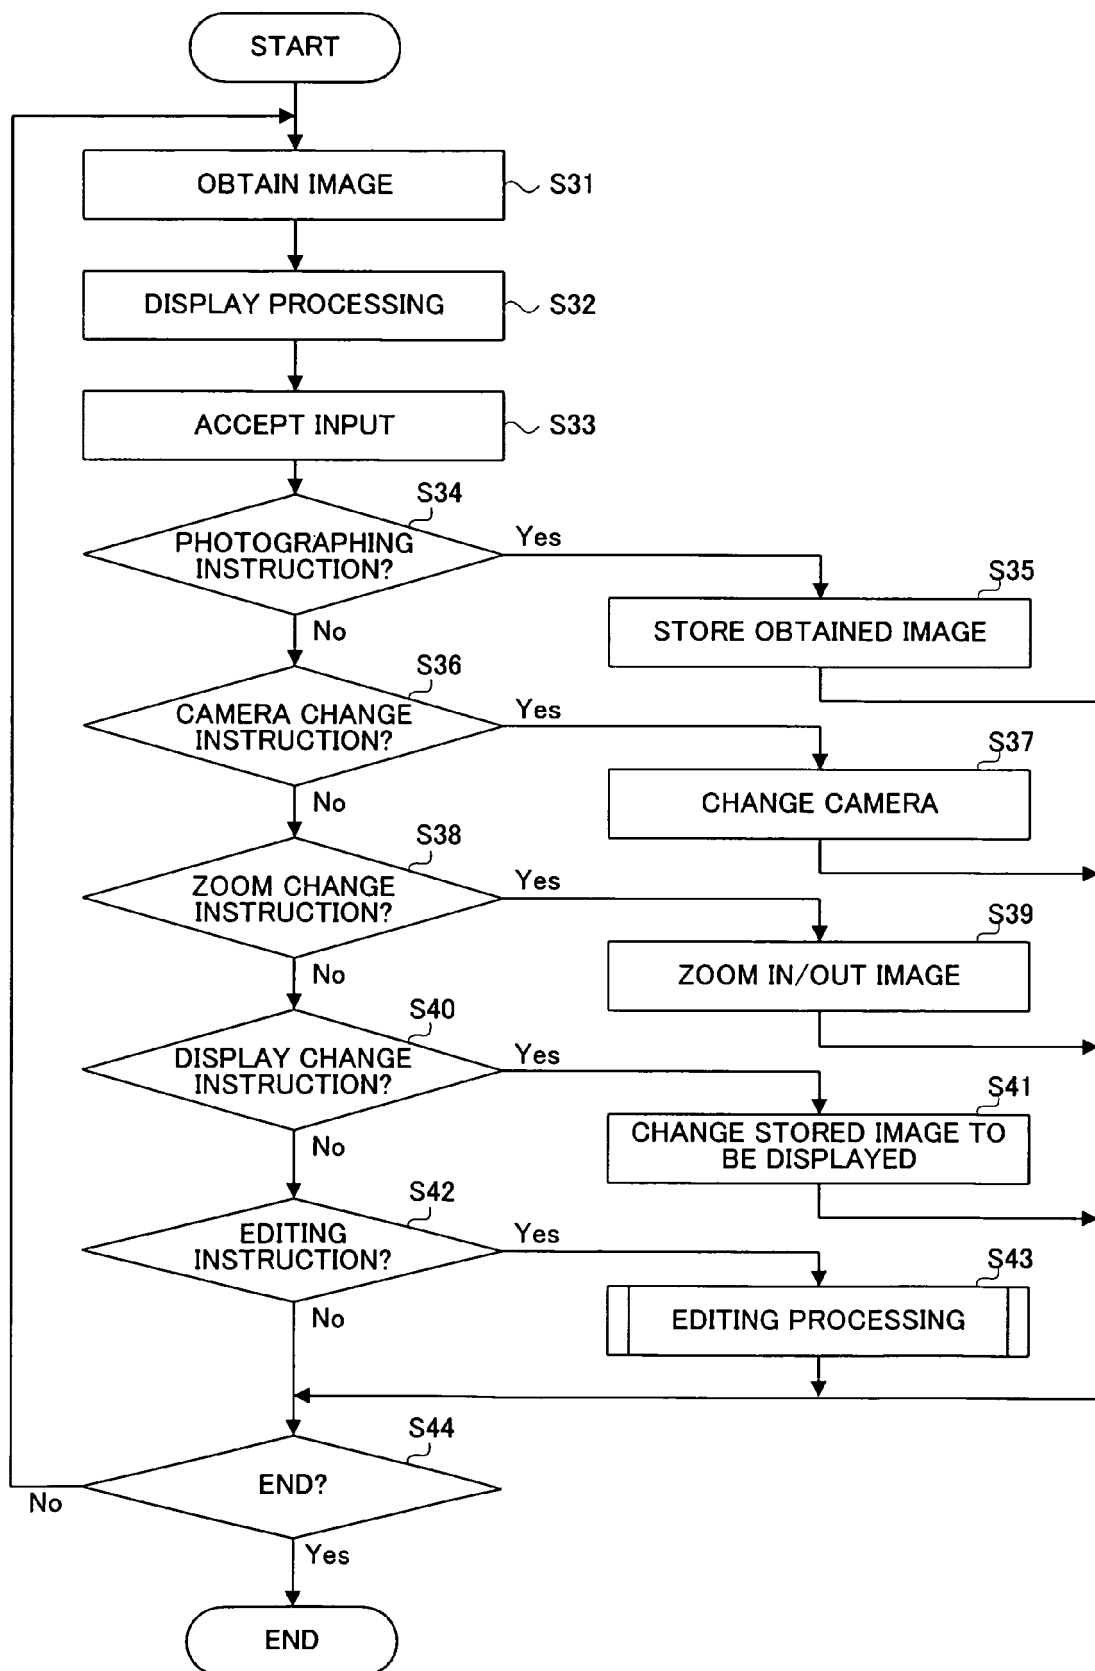 START
OBTAIN IMAGE
S31
DISPLAY PROCESSING
S32
ACCEPT INPUT
S33
S34
PHOTOGRAPHING
INSTRUCTION?
Yes
No
S35
STORE OBTAINED IMAGE
S36
CAMERA CHANGE
INSTRUCTION?
Yes
No
S37
CHANGE CAMERA
S38
ZOOM CHANGE
INSTRUCTION?
Yes
No
S39
ZOOM IN/OUT IMAGE
S40
DISPLAY CHANGE
INSTRUCTION?
Yes
No
S41
CHANGE STORED IMAGE TO
BE DISPLAYED
S42
EDITING
INSTRUCTION?
Yes
No
S43
EDITING PROCESSING
S44
END?
No
Yes
END